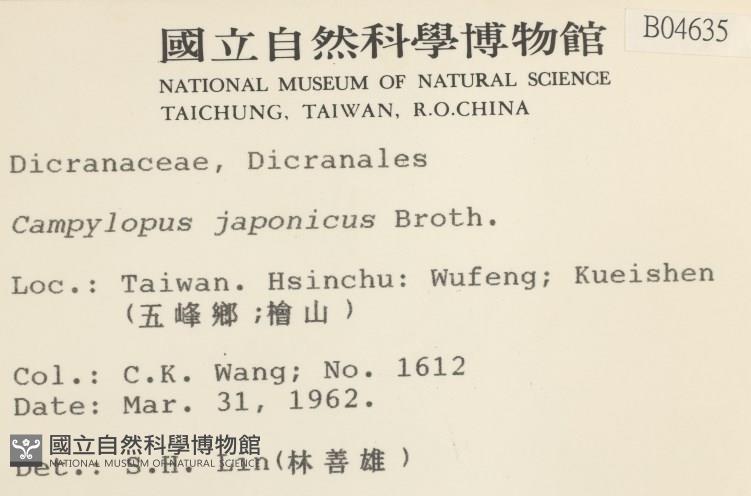 國立自然科學博物館
B04635
NATIONAL MUSEUM OF NATURAL SCIENCE
TAICHUNG, TAIWAN, R.O.CHINA
Dicranaceae, Dicranales
Campylopus japonicus Broth.
Loc.: Taiwan. Hsinchu: Wufeng; Kueishen
(五峰鄉;檜山)
Col.: C.K. Wang; No. 1612
Date: Mar. 31, 1962.
國立自然科學博物館
NATIONAL MUSEUM OF NATURAL SCIENCE
Det.: S.H. Lin(林善雄)